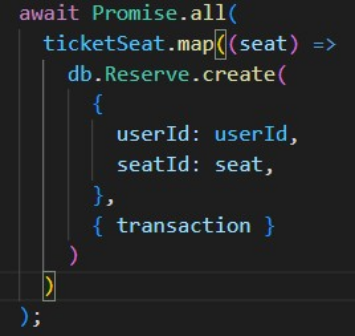 await Promise.all(
  ticketSeat.map((seat) =>
    db.Reserve.create(
      {
        userId: userId,
        seatId: seat,
      },
      { transaction }
    )
  )
);